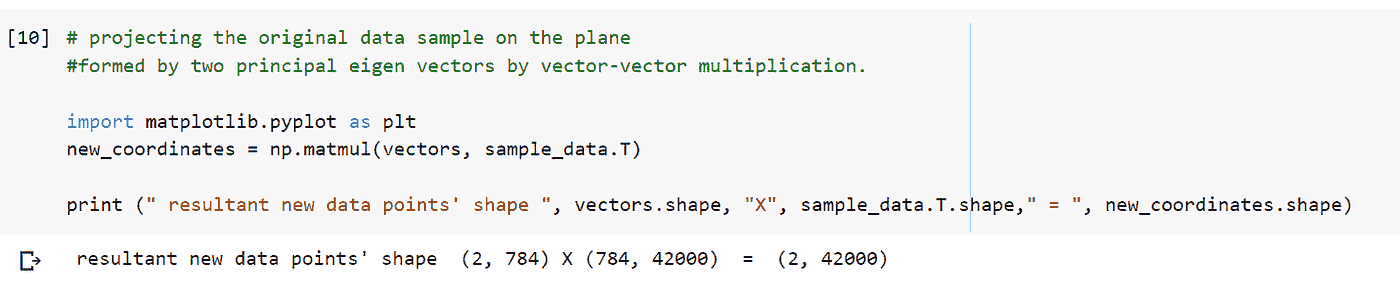 [10] # projecting the original data sample on the plane
#formed by two principal eigen vectors by vector-vector multiplication.
import matplotlib.pyplot as plt
new_coordinates = np.matmul(vectors, sample_data.T)
print (" resultant new data points' shape ", vectors.shape, "X", sample_data.T.shape," = ", new_coordinates.shape)
resultant new data points' shape  (2, 784) X (784, 42000)  =  (2, 42000)